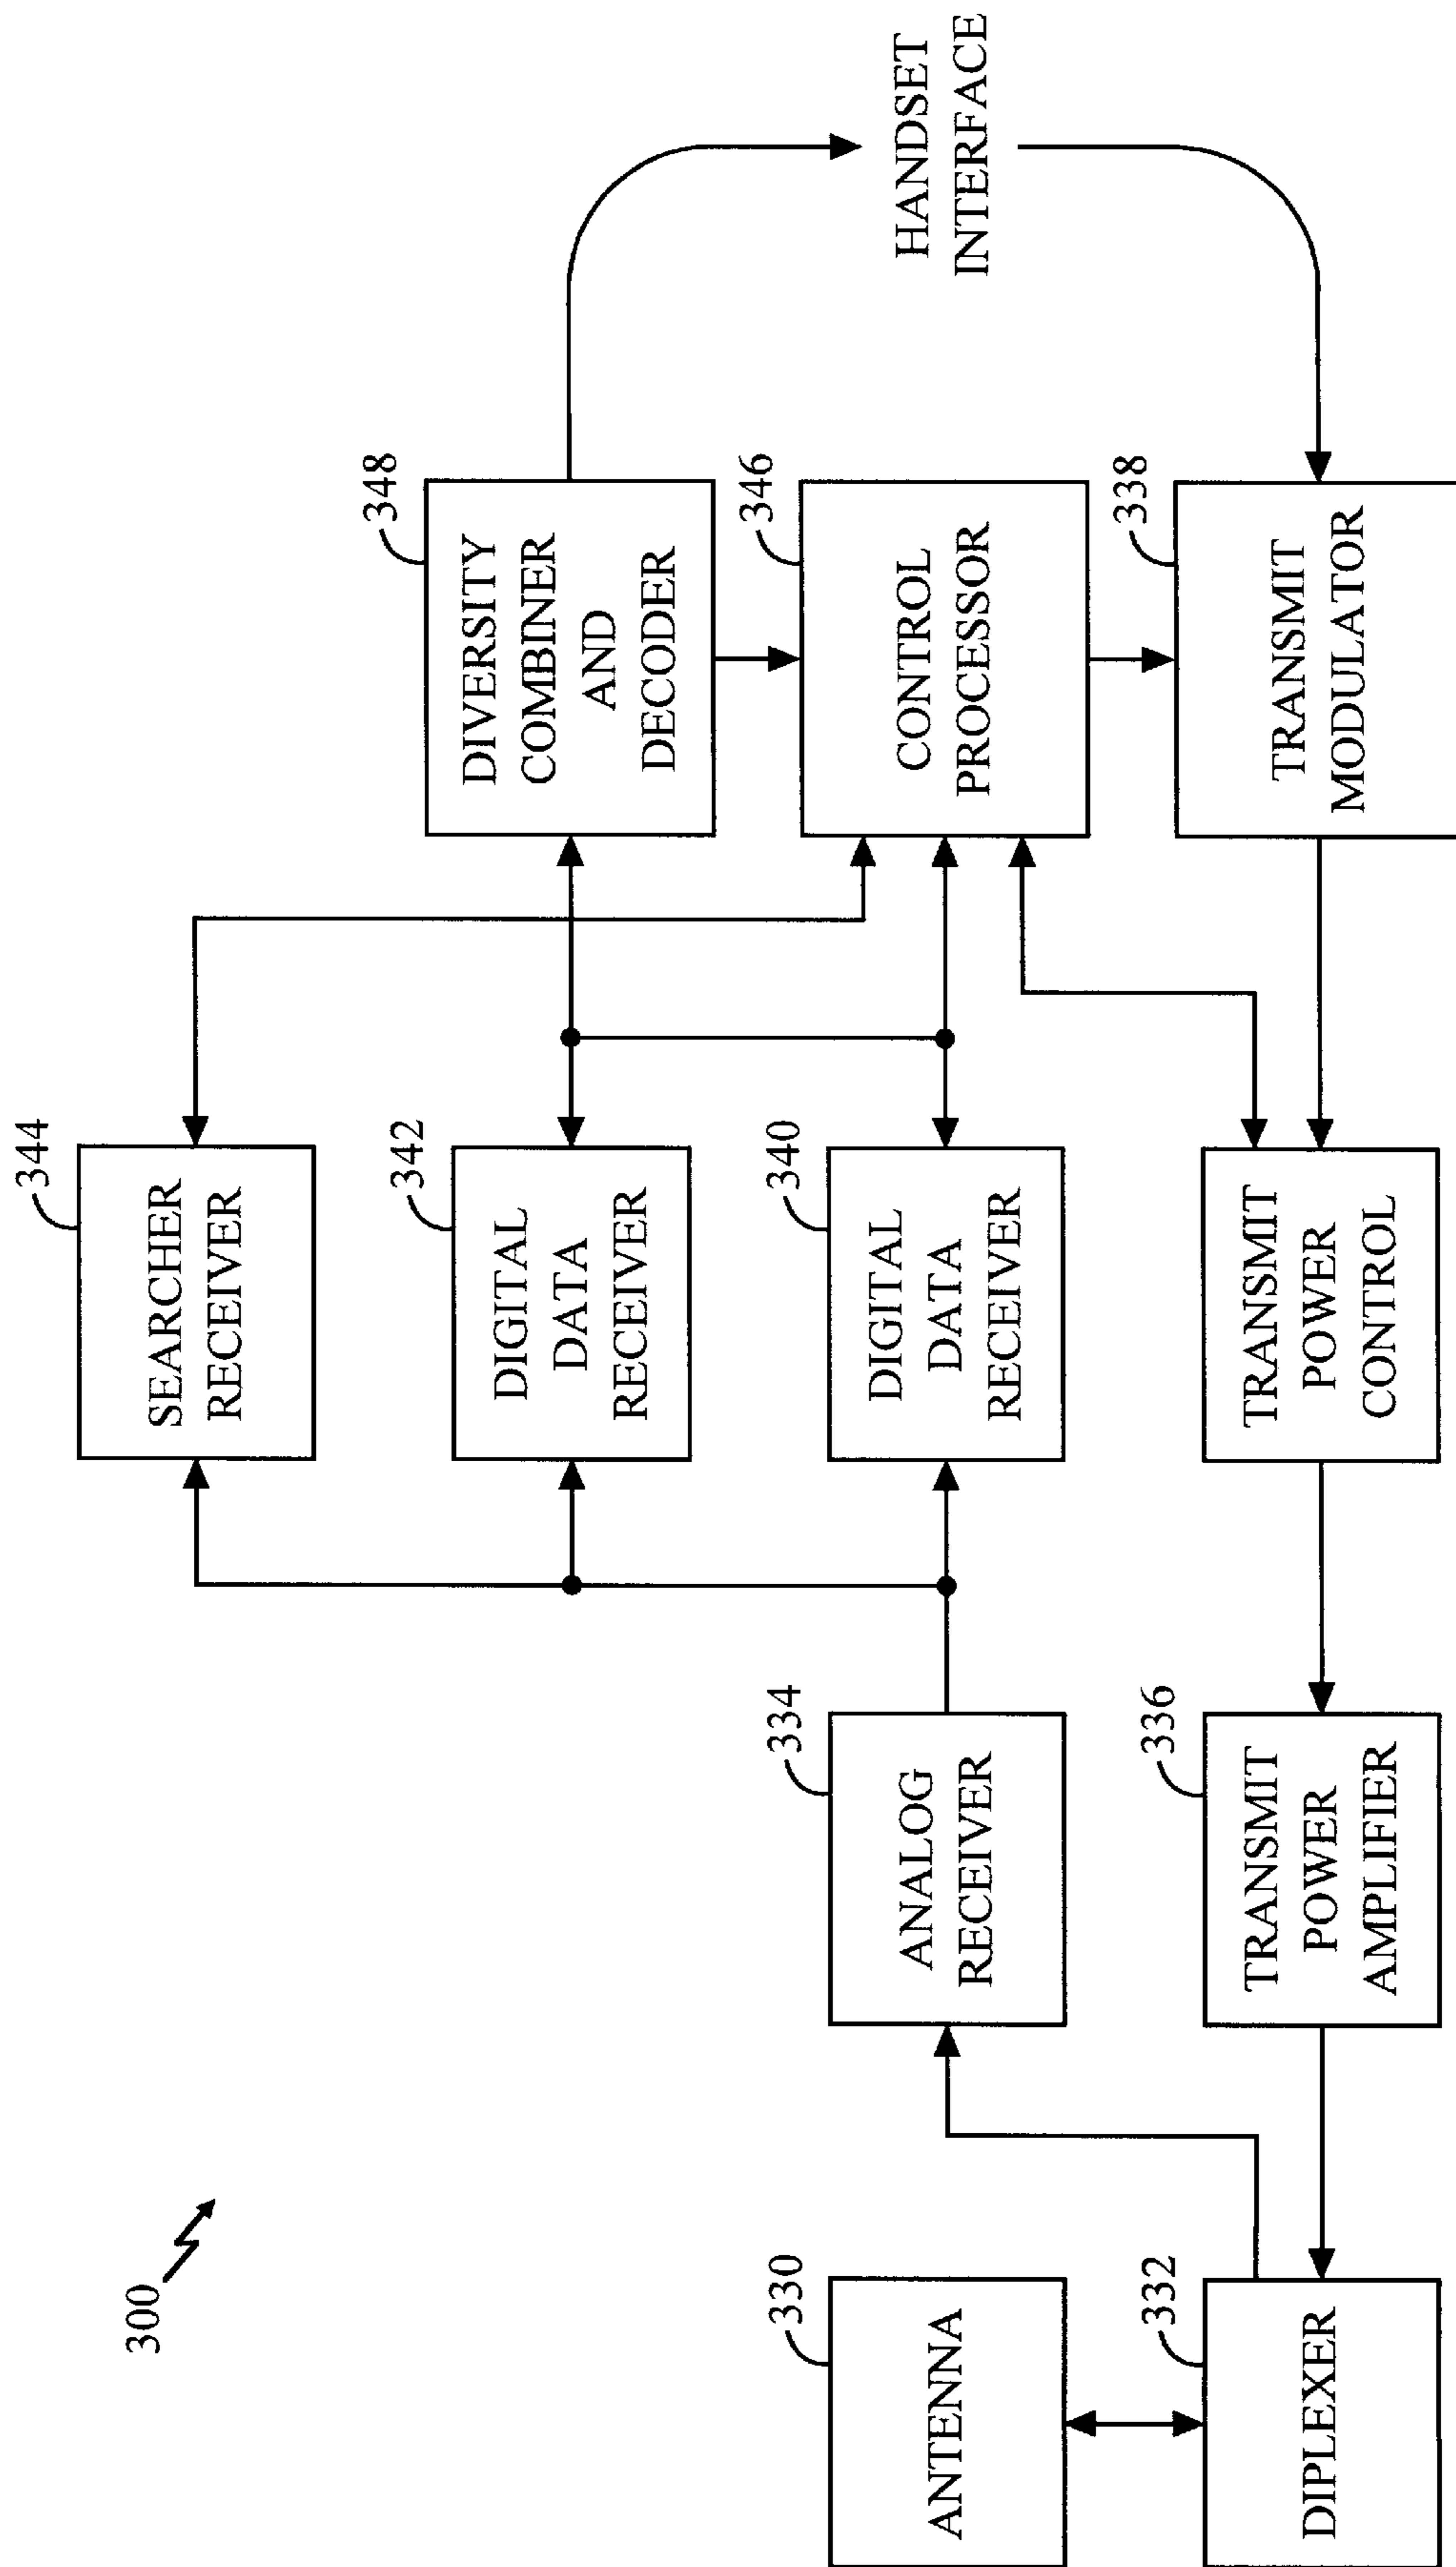 300
344
SEARCHER
RECEIVER
342
DIGITAL
DATA
RECEIVER
348
DIVERSITY
COMBINER
AND
DECODER
330
ANTENNA
334
ANALOG
RECEIVER
340
DIGITAL
DATA
RECEIVER
346
CONTROL
PROCESSOR
HANDSET
INTERFACE
332
DIPLEXER
336
TRANSMIT
POWER
AMPLIFIER
TRANSMIT
POWER
CONTROL
338
TRANSMIT
MODULATOR